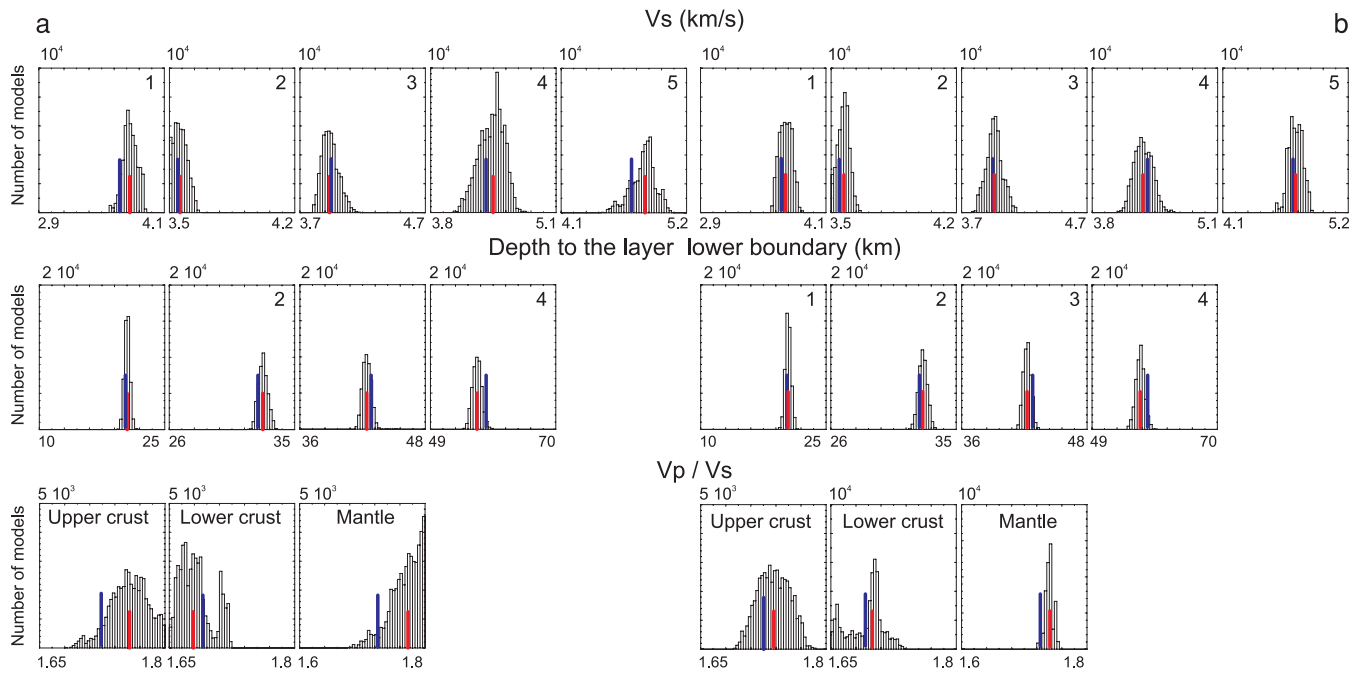 a
Vs (km/s)
b
10⁴ 10⁴ 10⁴ 10⁴ 10⁴ 10⁴ 10⁴ 10⁴ 10⁴ 10⁴
Number of models
1 2 3 4 5 1 2 3 4 5
2.9 4.1 3.5 4.2 3.7 4.7 3.8 5.1 4.1 5.2 2.9 4.1 3.5 4.2 3.7 4.7 3.8 5.1 4.1 5.2
Depth to the layer lower boundary (km)
2 10⁴ 2 10⁴ 2 10⁴ 2 10⁴ 2 10⁴ 2 10⁴ 2 10⁴ 2 10⁴
Number of models
2 4 1 2 3 4
10 25 26 35 36 48 49 70 10 25 26 35 36 48 49 70
Vp / Vs
5 10³ 5 10³ 5 10³ 5 10³ 10⁴ 10⁴
Number of models
Upper crust Lower crust Mantle Upper crust Lower crust Mantle
1.65 1.8 1.65 1.8 1.6 1.8 1.65 1.8 1.65 1.8 1.6 1.8